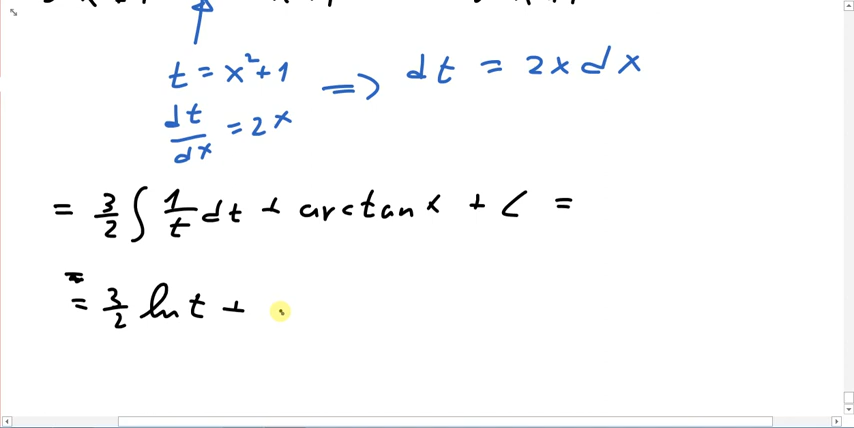 t = x² + 1 ⟹ dt = 2x dx
dt/dx = 2x
= 3/2 ∫ 1/t dt + arctan x + C =
= 3/2 ln t +